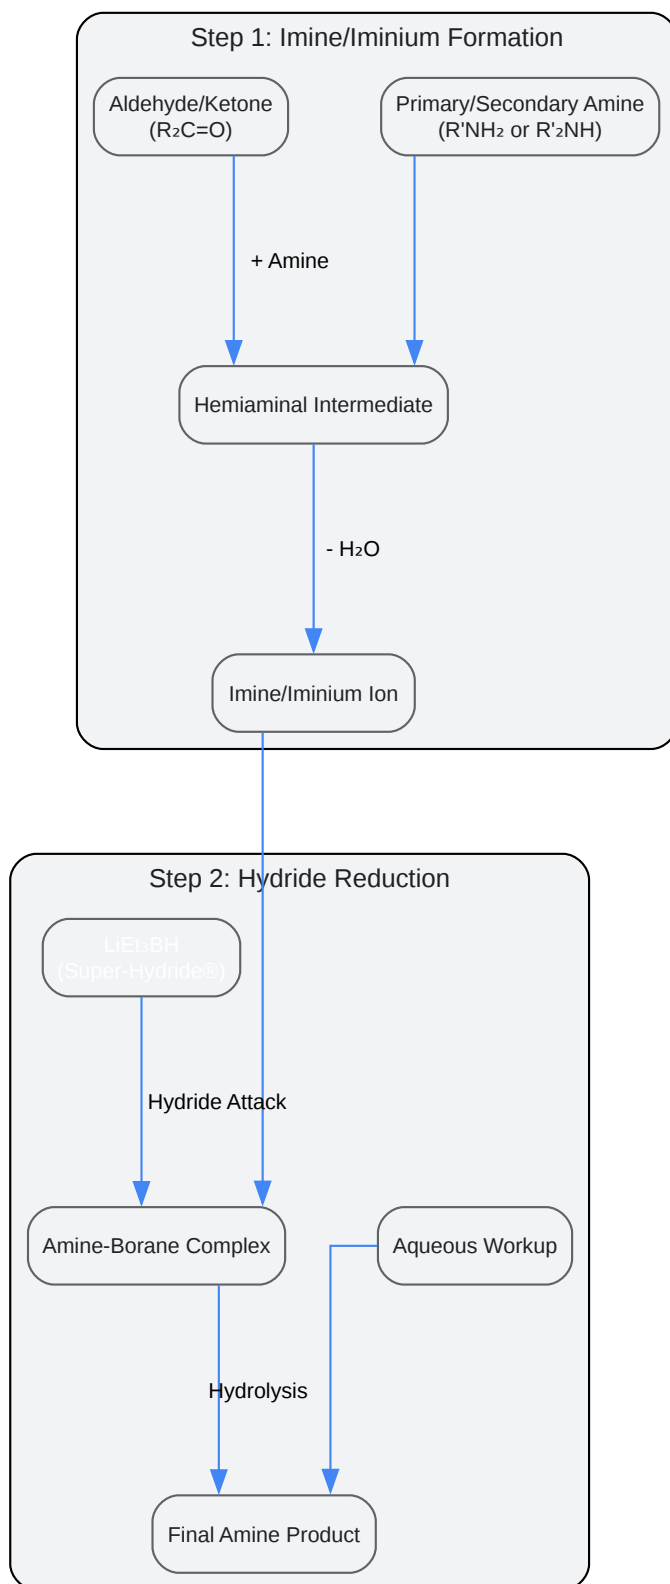 Step 1: Imine/Iminium Formation
Aldehyde/Ketone
(R₂C=O)
Primary/Secondary Amine
(R'NH₂ or R'₂NH)
+ Amine
Hemiaminal Intermediate
- H₂O
Imine/Iminium Ion
Step 2: Hydride Reduction
LiEt₃BH
(Super-Hydride®)
Hydride Attack
Amine-Borane Complex
Aqueous Workup
Hydrolysis
Final Amine Product